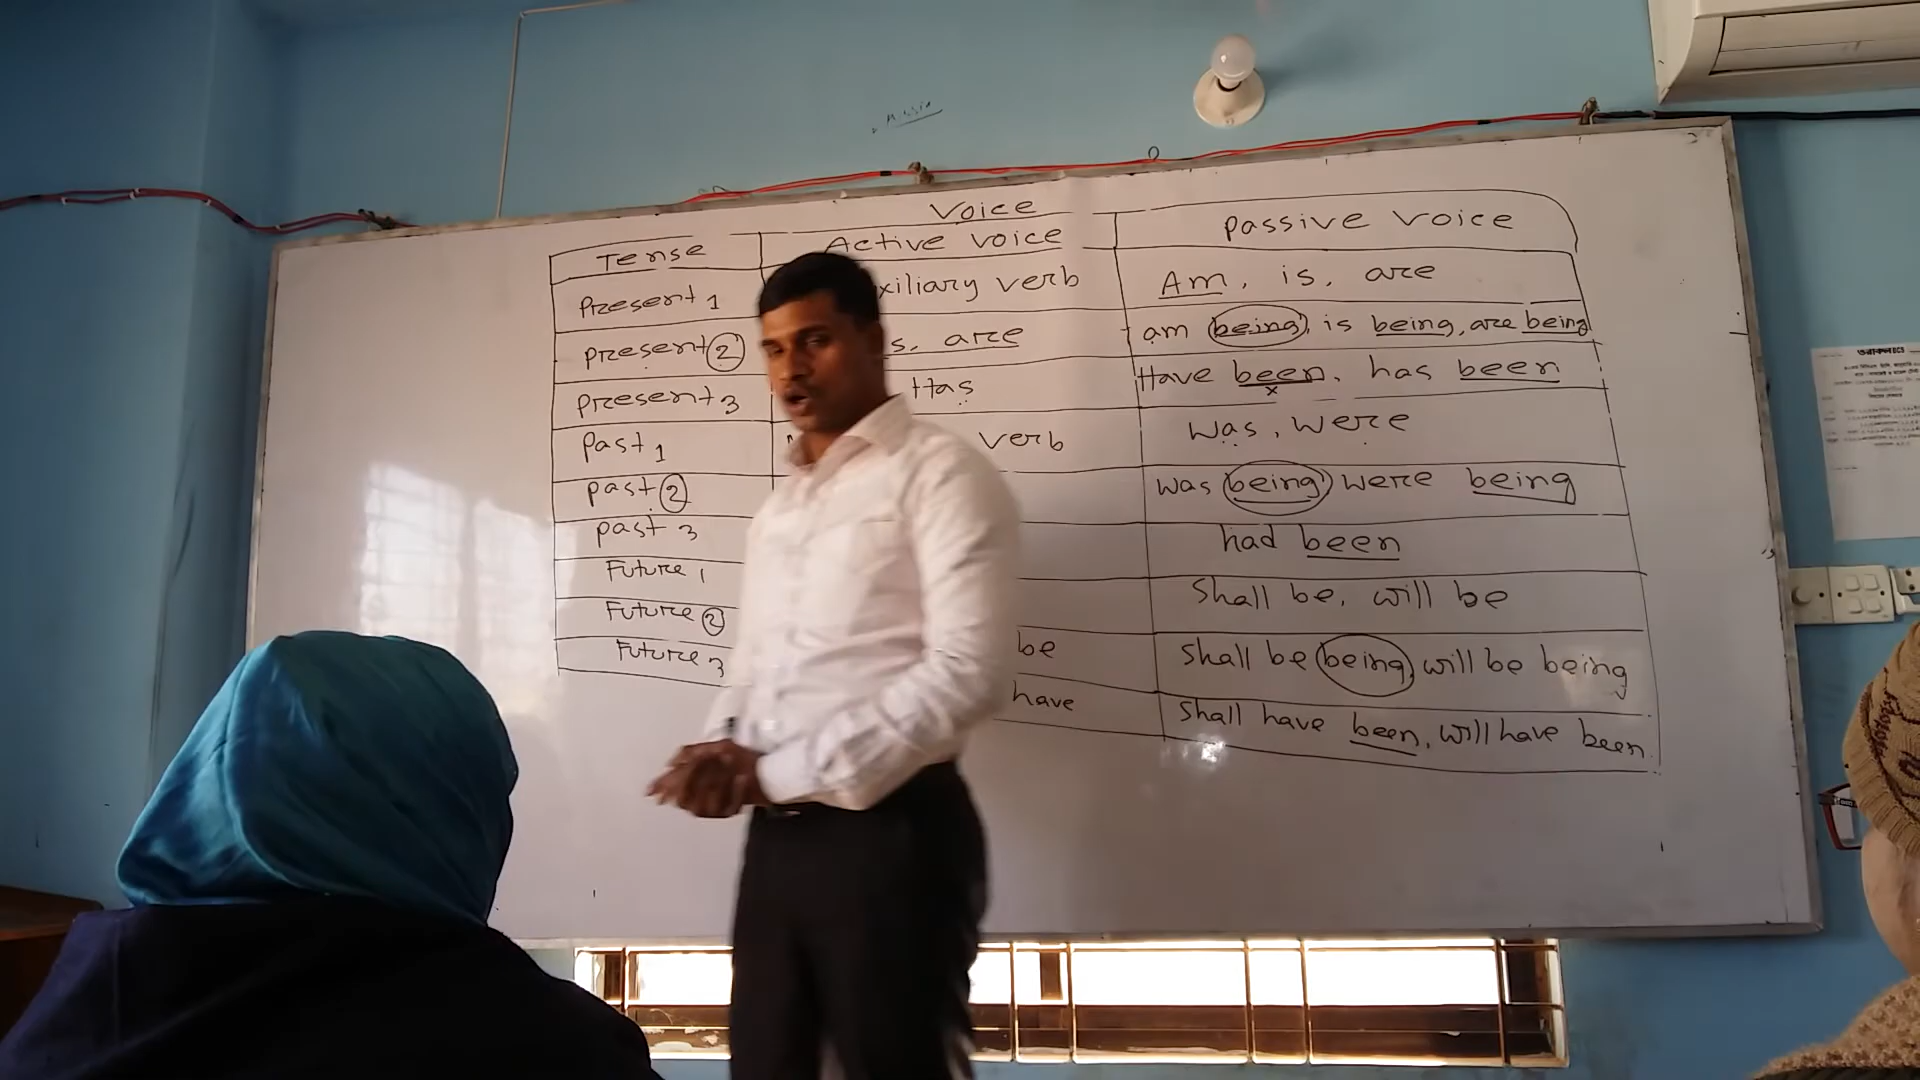 Voice
Tense Active voice Passive voice
Present 1 xiliary verb Am, is, are
Present 2 s, are am being, is being, are being
Present 3 Has Have been, has been
Past 1 verb was, were
Past 2 was being, were being
Past 3 had been
Future 1 Shall be, will be
Future 2 be Shall be being, will be being
Future 3 have Shall have been, will have been.